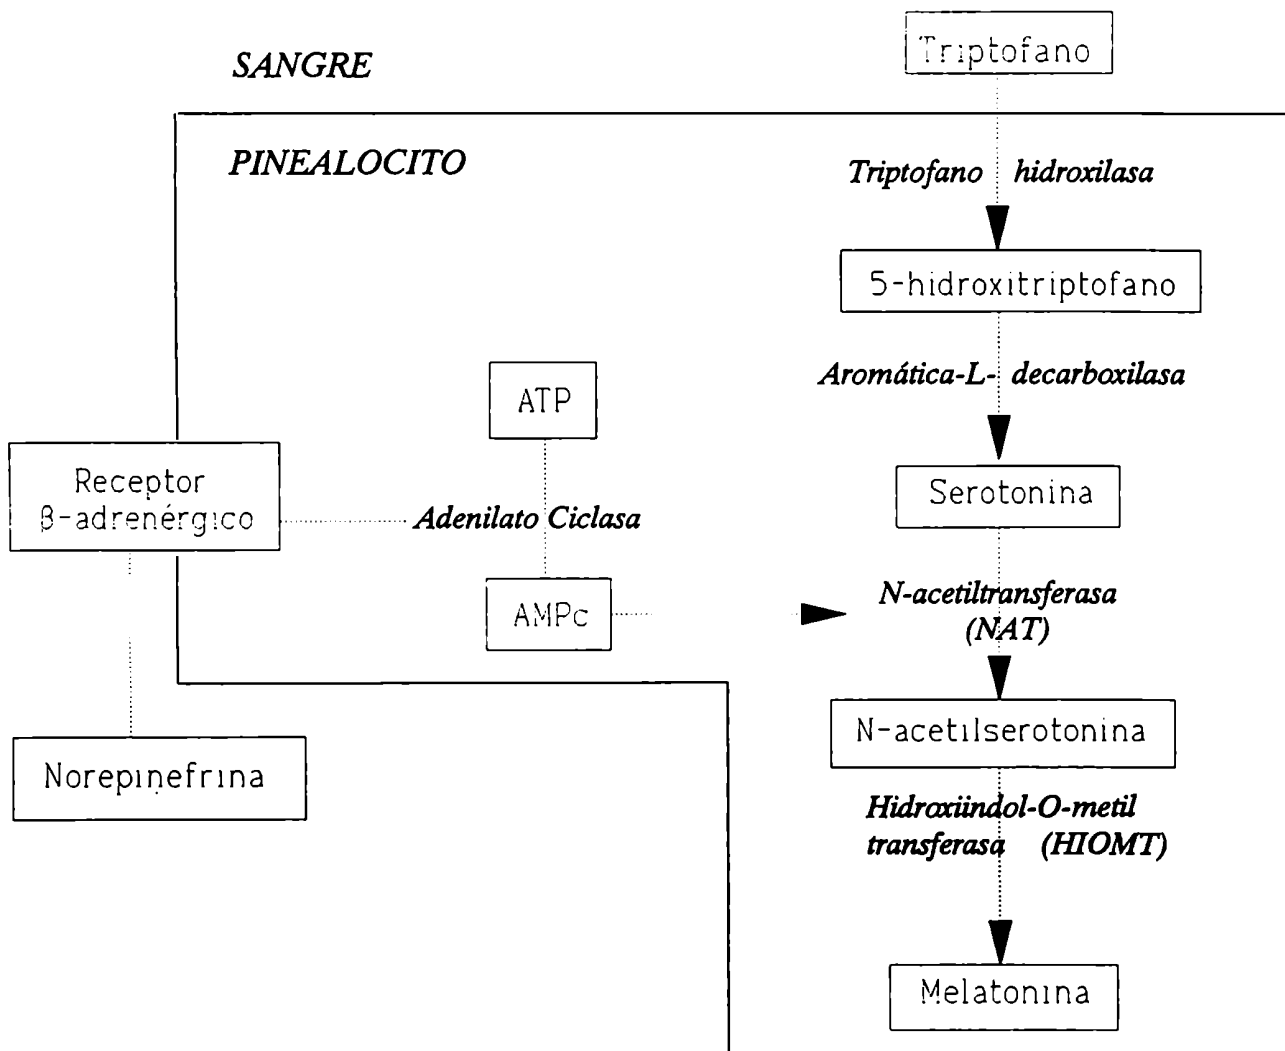 SANGRE
Triptofano
PINEALOCITO
Triptofano hidroxilasa
5-hidroxitriptofano
Aromática-L- decarboxilasa
ATP
Receptor
β-adrenérgico
Adenilato Ciclasa
Serotonina
AMPc
N-acetiltransferasa
(NAT)
N-acetilserotonina
Norepinefrina
Hidroxiindol-O-metil
transferasa (HIOMT)
Melatonina